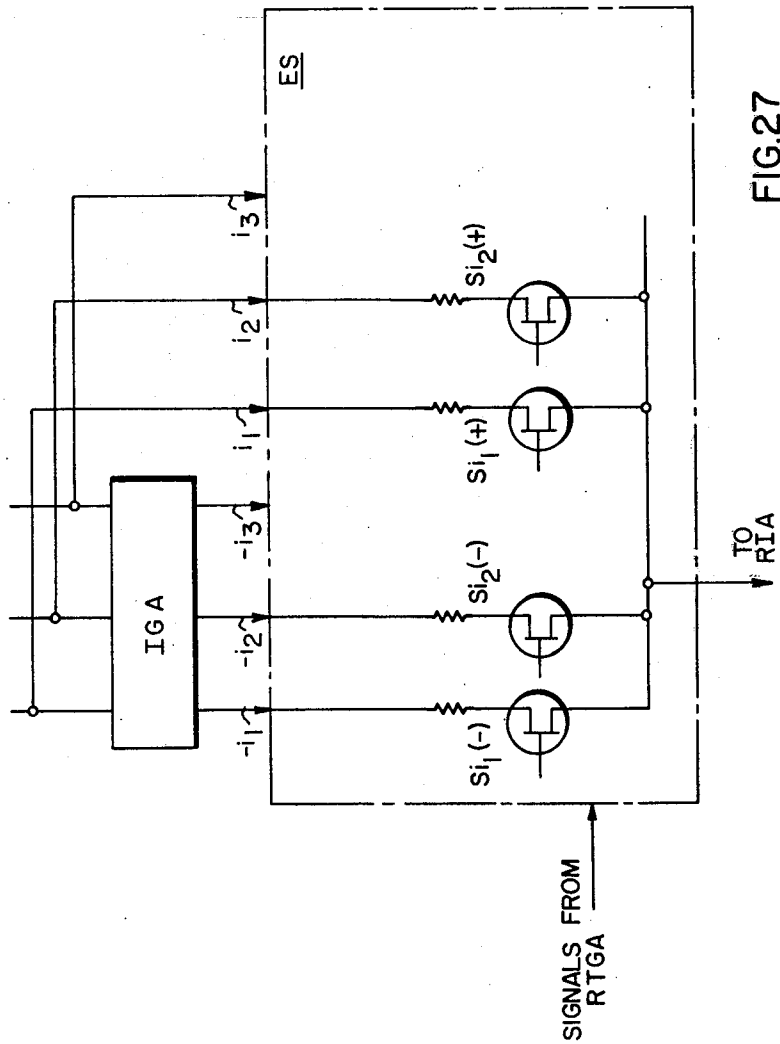 IGA
-i1
-i2
-i3
i1
i2
i3
ES
Si1(-)
Si2(-)
Si1(+)
Si2(+)
SIGNALS FROM
RTGA
TO
RIA
FIG.27